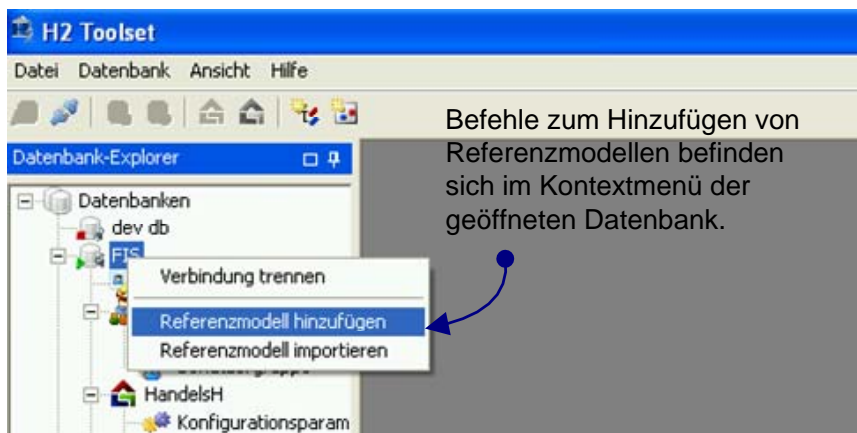 H2 Toolset
Datei Datenbank Ansicht Hilfe
Datenbank-Explorer
Befehle zum Hinzufügen von
Referenzmodellen befinden
sich im Kontextmenü der
geöffneten Datenbank.
Datenbanken
dev db
FIS
Verbindung trennen
Referenzmodell hinzufügen
Referenzmodell importieren
HandelsH
Konfigurationsparam